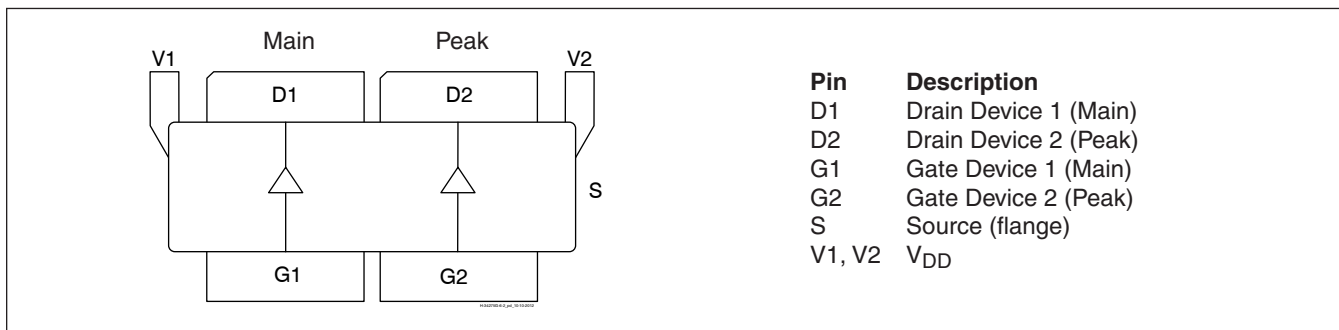 Main Peak
V1 V2
D1 D2
S
G1 G2
Pin Description
D1 Drain Device 1 (Main)
D2 Drain Device 2 (Peak)
G1 Gate Device 1 (Main)
G2 Gate Device 2 (Peak)
S Source (flange)
V1, V2 VDD